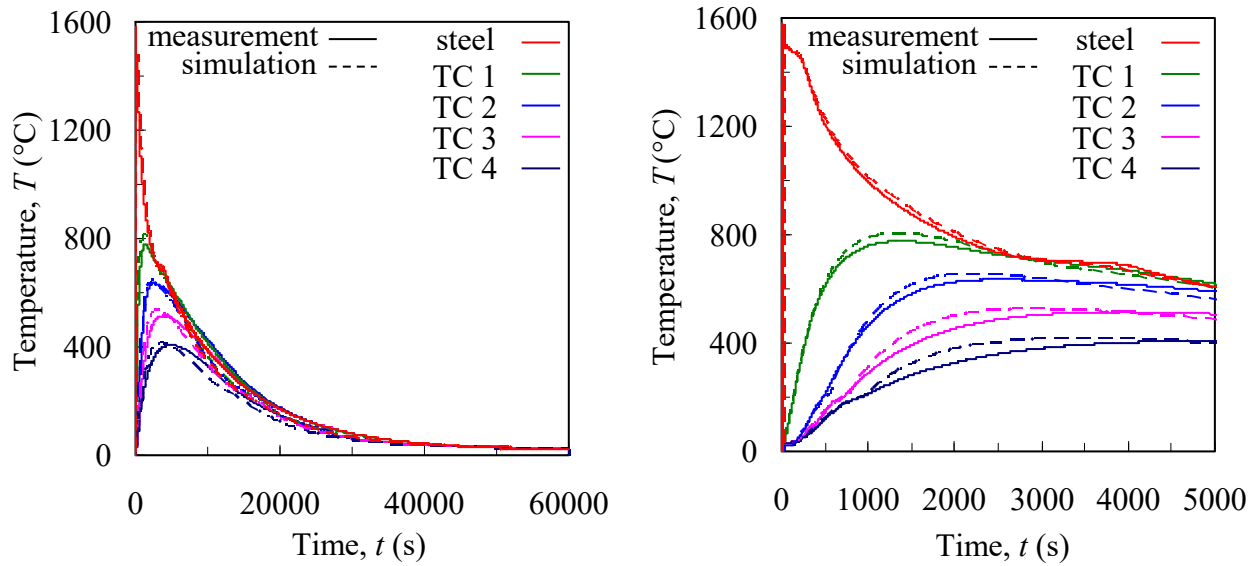 1600
1200
800
400
0
Temperature, T (°C)
measurement
simulation
steel
TC 1
TC 2
TC 3
TC 4
0
20000
40000
60000
Time, t (s)
1600
1200
800
400
0
Temperature, T (°C)
measurement
simulation
steel
TC 1
TC 2
TC 3
TC 4
0
1000
2000
3000
4000
5000
Time, t (s)